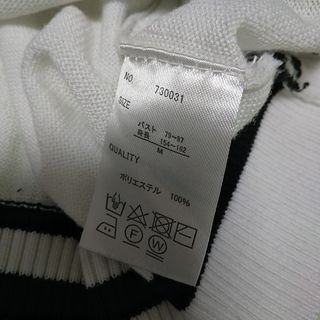 NO. 730031
SIZE
バスト 79~87
身長 154~162
M
QUALITY
ポリエステル 100%
F W